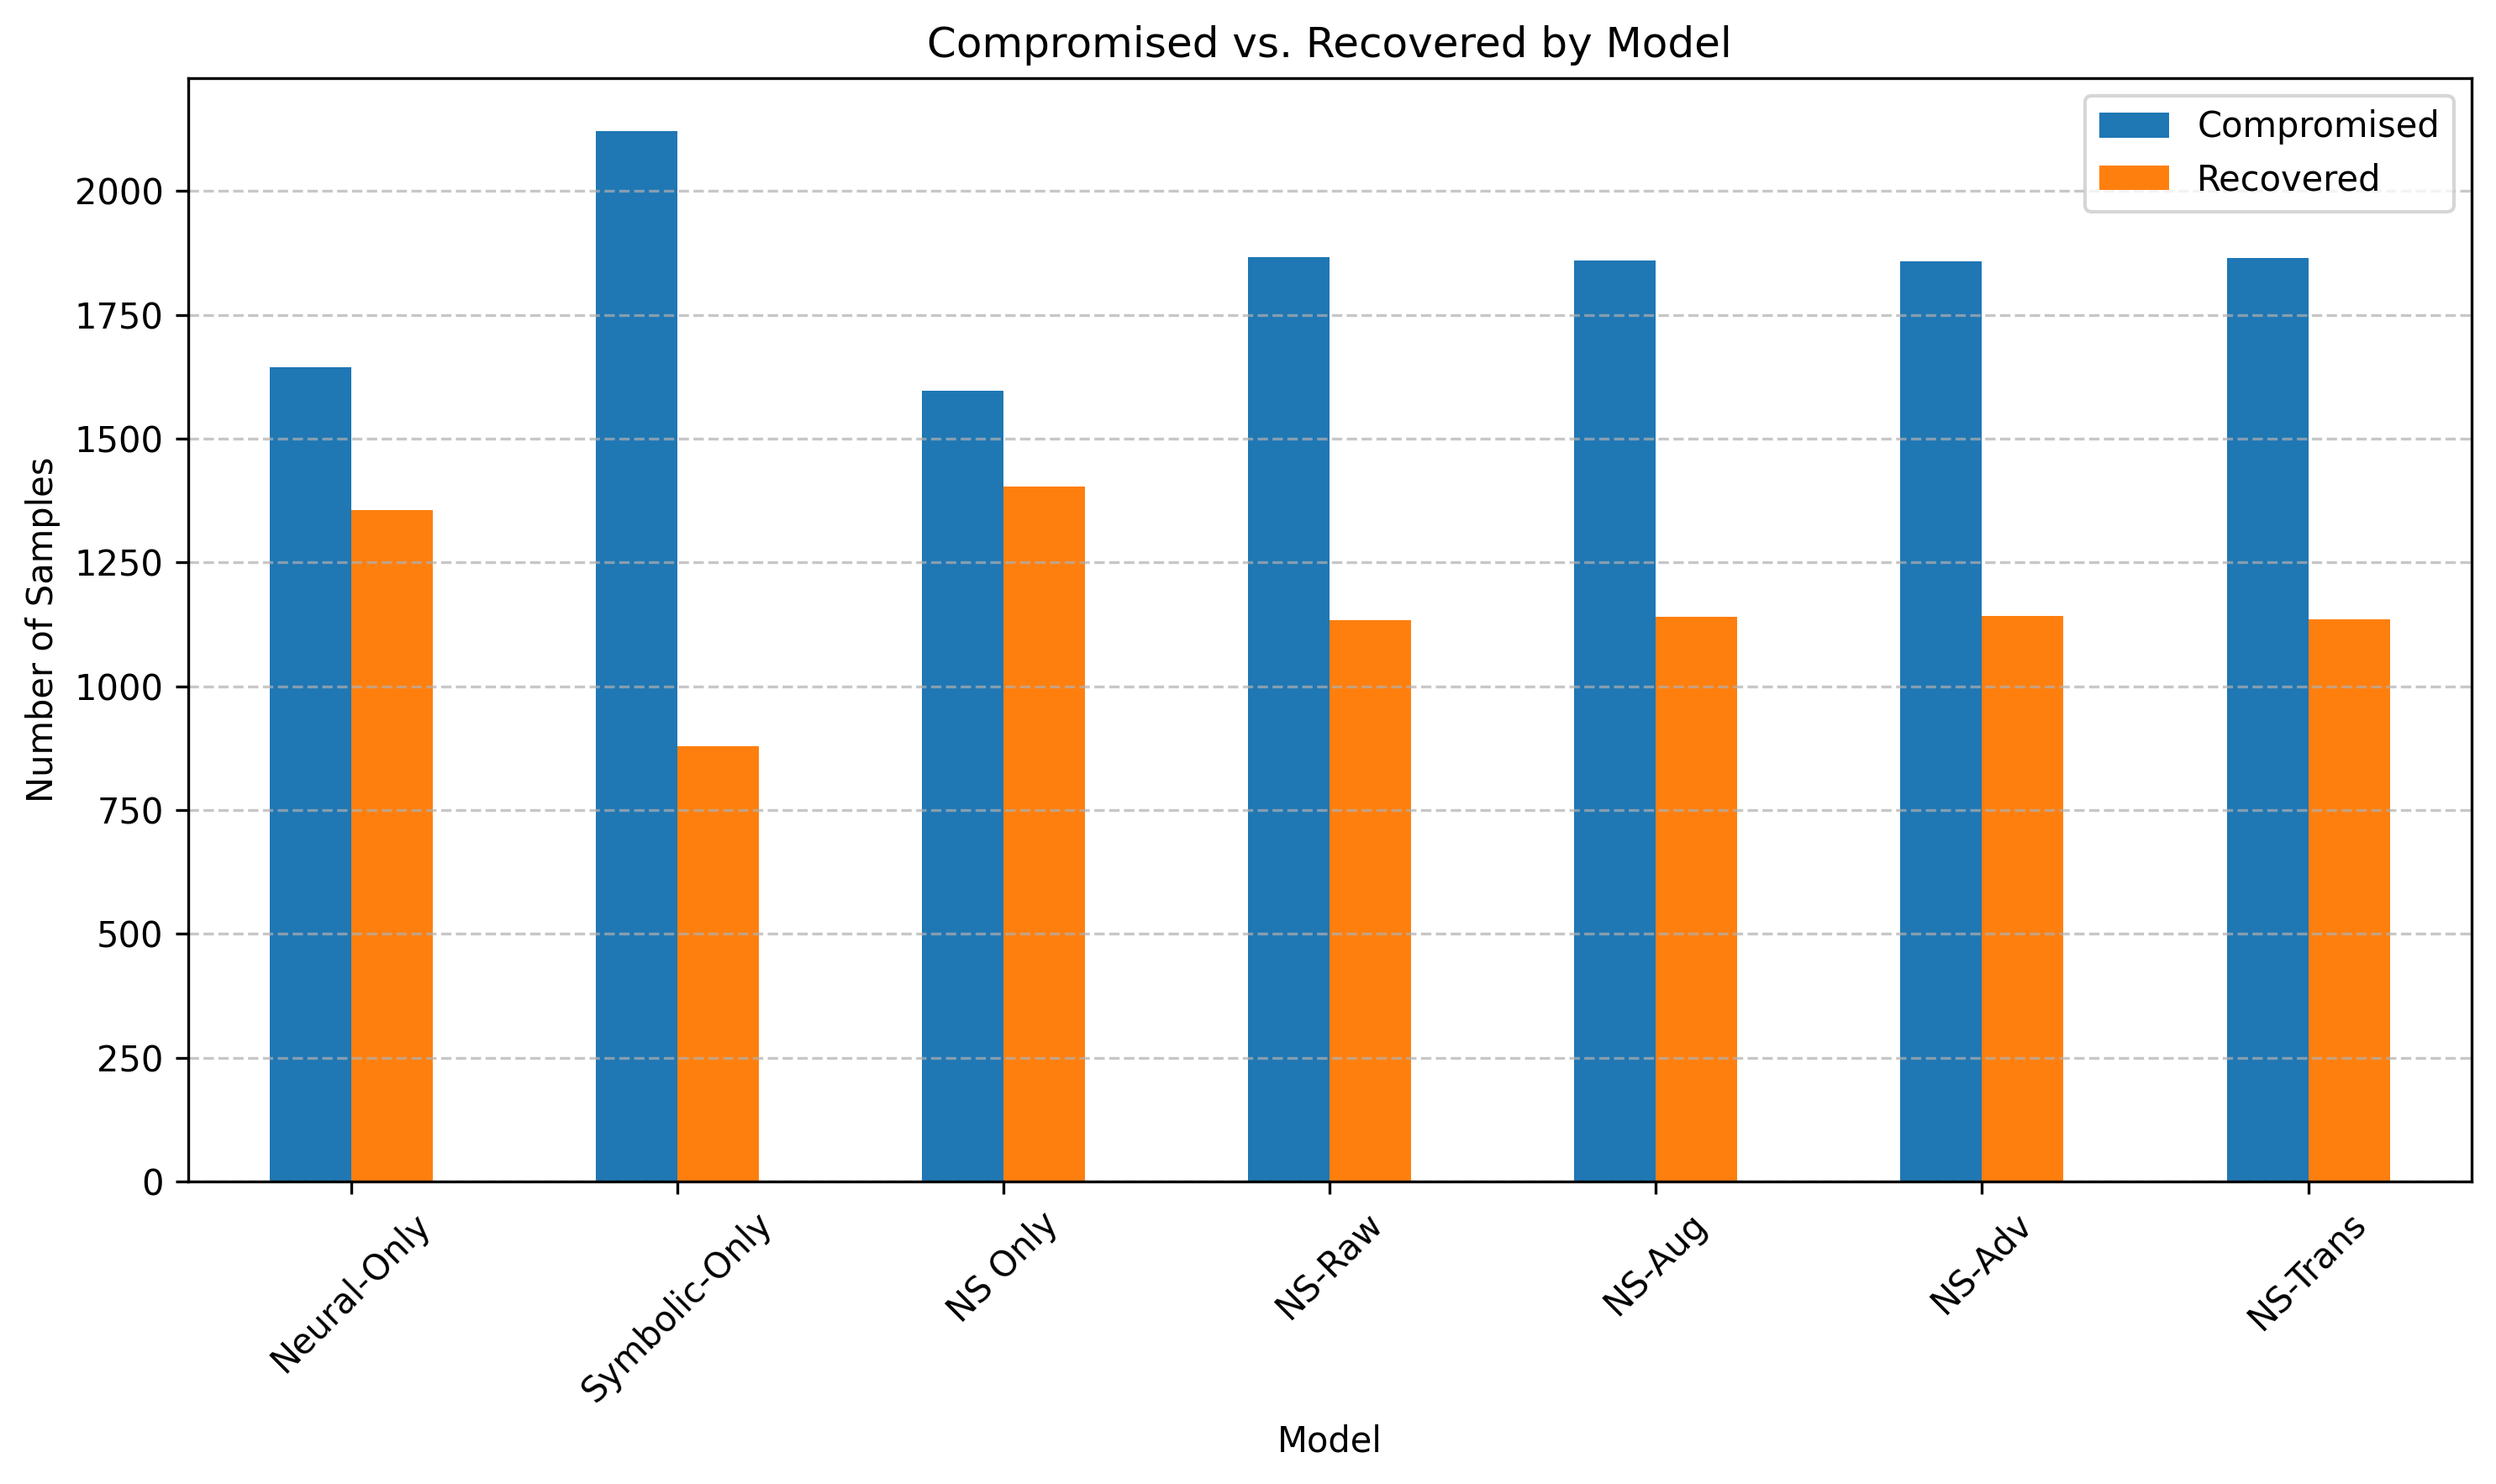 Compromised vs. Recovered by Model
Compromised
Recovered
Number of Samples
2000
1750
1500
1250
1000
750
500
250
0
Neural-Only
Symbolic-Only
NS Only
NS-Raw
NS-Aug
NS-Adv
NS-Trans
Model